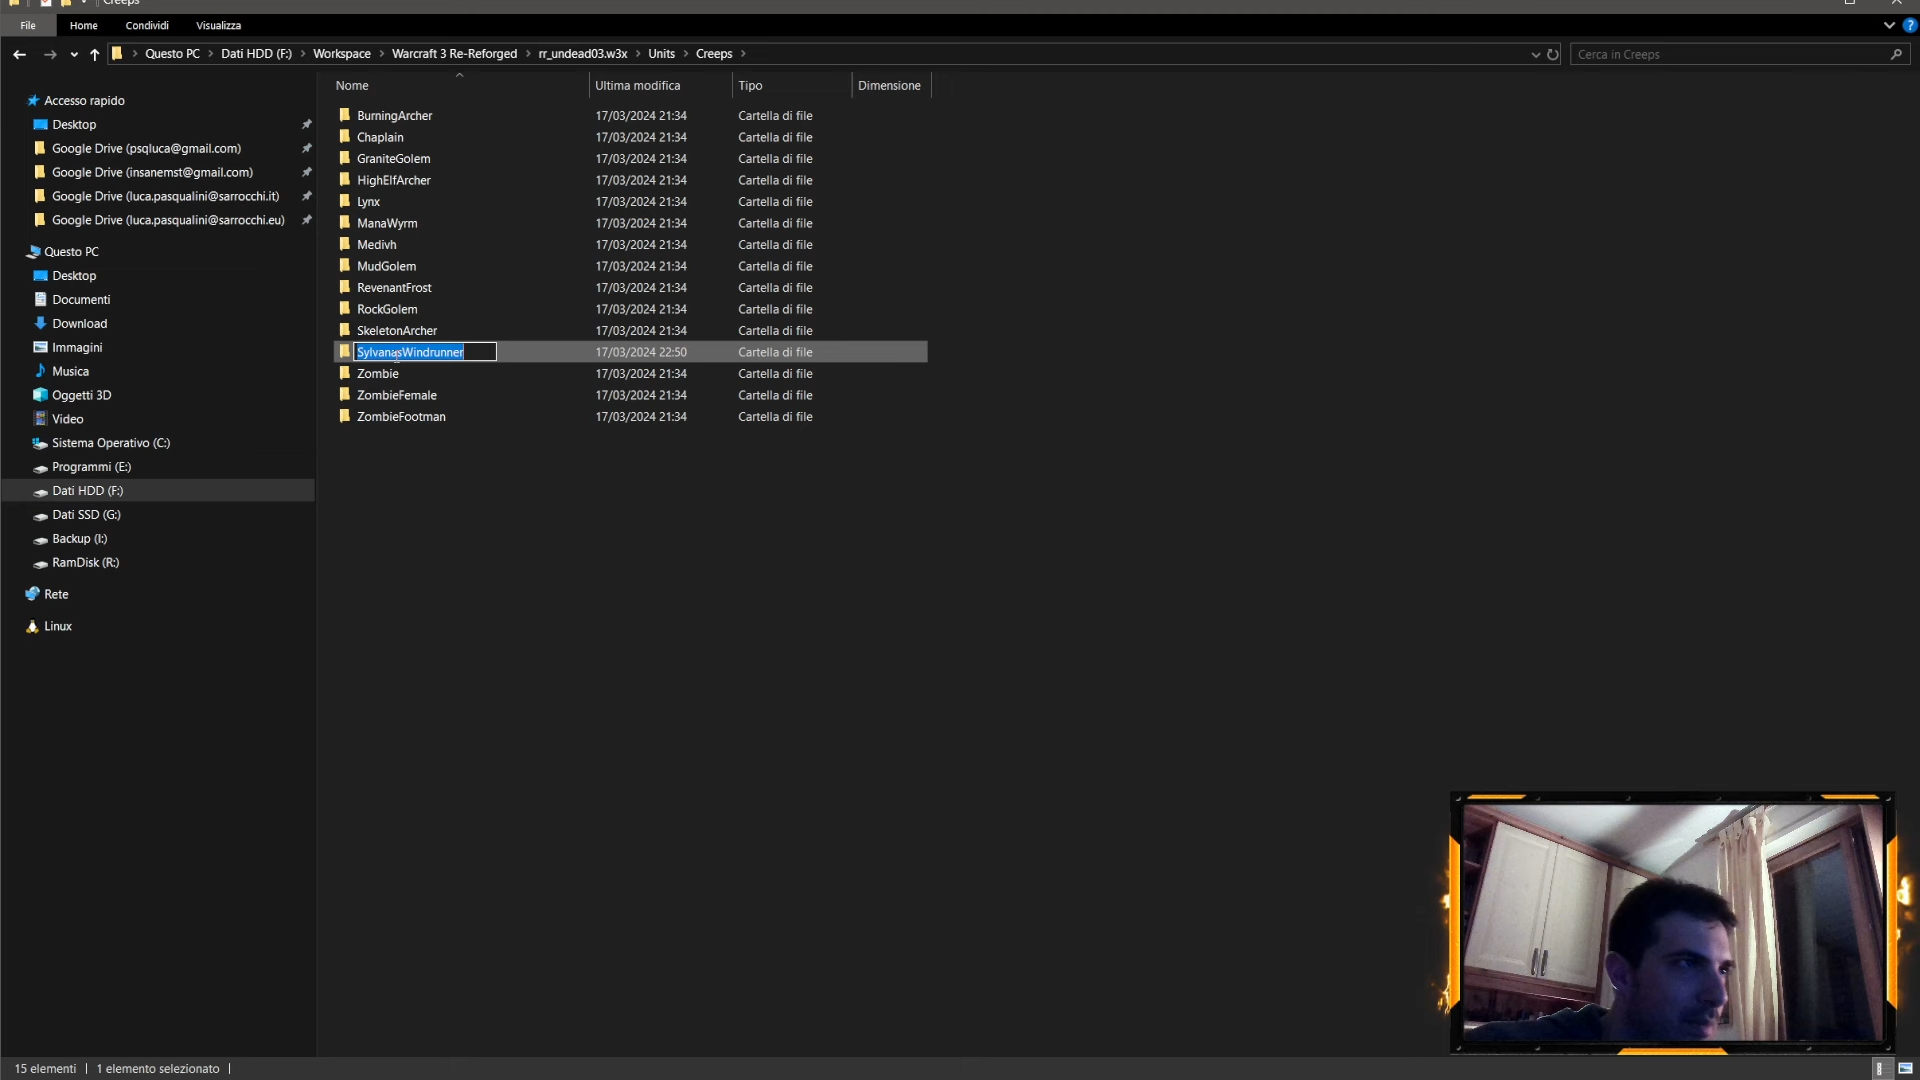 Creeps
File Home Condividi Visualizza
Questo PC Dati HDD (F:) Workspace Warcraft 3 Re-Reforged rr_undead03.w3x Units Creeps Cerca in Creeps
Nome Ultima modifica Tipo Dimensione
Accesso rapido
Desktop
Google Drive (psqluca@gmail.com)
Google Drive (insanemst@gmail.com)
Google Drive (luca.pasqualini@sarrocchi.it)
Google Drive (luca.pasqualini@sarrocchi.eu)
Questo PC
Desktop
Documenti
Download
Immagini
Musica
Oggetti 3D
Video
Sistema Operativo (C:)
Programmi (E:)
Dati HDD (F:)
Dati SSD (G:)
Backup (I:)
RamDisk (R:)
Rete
Linux
BurningArcher 17/03/2024 21:34 Cartella di file
Chaplain 17/03/2024 21:34 Cartella di file
GraniteGolem 17/03/2024 21:34 Cartella di file
HighElfArcher 17/03/2024 21:34 Cartella di file
Lynx 17/03/2024 21:34 Cartella di file
ManaWyrm 17/03/2024 21:34 Cartella di file
Medivh 17/03/2024 21:34 Cartella di file
MudGolem 17/03/2024 21:34 Cartella di file
RevenantFrost 17/03/2024 21:34 Cartella di file
RockGolem 17/03/2024 21:34 Cartella di file
SkeletonArcher 17/03/2024 21:34 Cartella di file
SylvanasWindrunner 17/03/2024 22:50 Cartella di file
Zombie 17/03/2024 21:34 Cartella di file
ZombieFemale 17/03/2024 21:34 Cartella di file
ZombieFootman 17/03/2024 21:34 Cartella di file
15 elementi 1 elemento selezionato